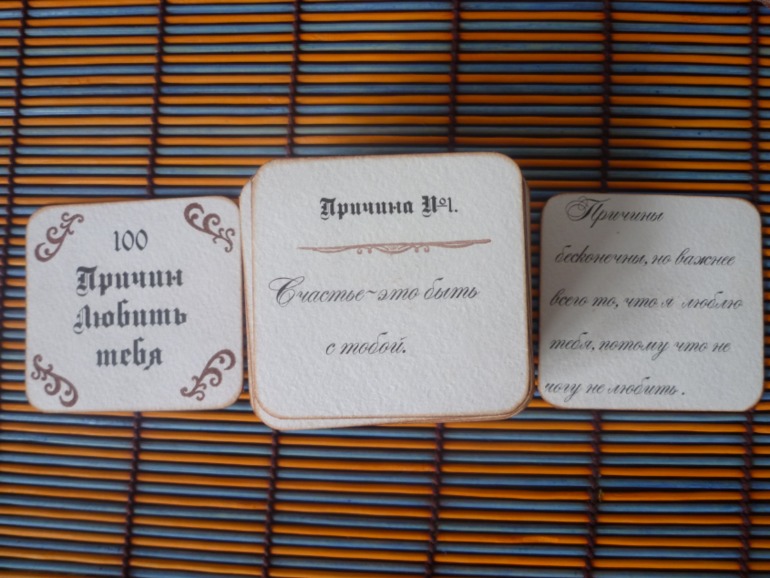 100
Причин
Любить
тебя
Причина №1.
Счастье~это быть
с тобой.
Причины
бесконечны, но важнее
всего то, что я люблю
тебя, потому что не
могу не любить.